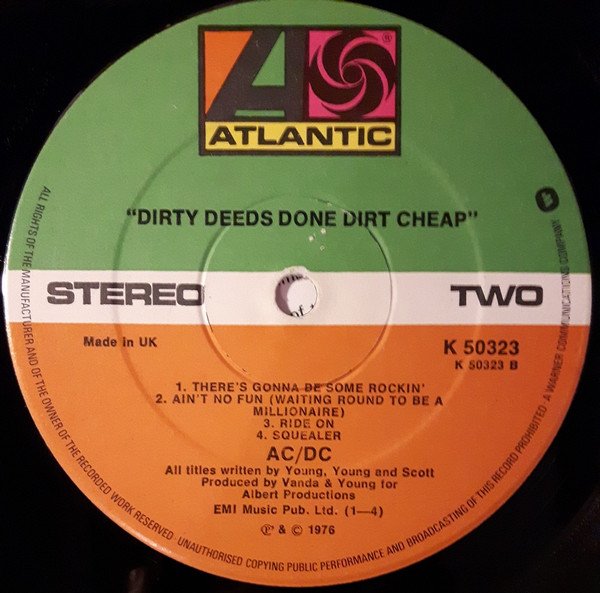 ATLANTIC
"DIRTY DEEDS DONE DIRT CHEAP"
STEREO
TWO
Made in UK
K 50323
K 50323 B
1. THERE'S GONNA BE SOME ROCKIN'
2. AIN'T NO FUN (WAITING ROUND TO BE A
MILLIONAIRE)
3. RIDE ON
4. SQUEALER
AC/DC
All titles written by Young, Young and Scott
Produced by Vanda & Young for
Albert Productions
EMI Music Pub. Ltd. (1—4)
℗ & © 1976
ALL RIGHTS OF THE MANUFACTURER AND OF THE OWNER OF THE RECORDED WORK RESERVED. UNAUTHORISED COPYING PUBLIC PERFORMANCE AND BROADCASTING OF THIS RECORD PROHIBITED. A WARNER COMMUNICATIONS COMPANY